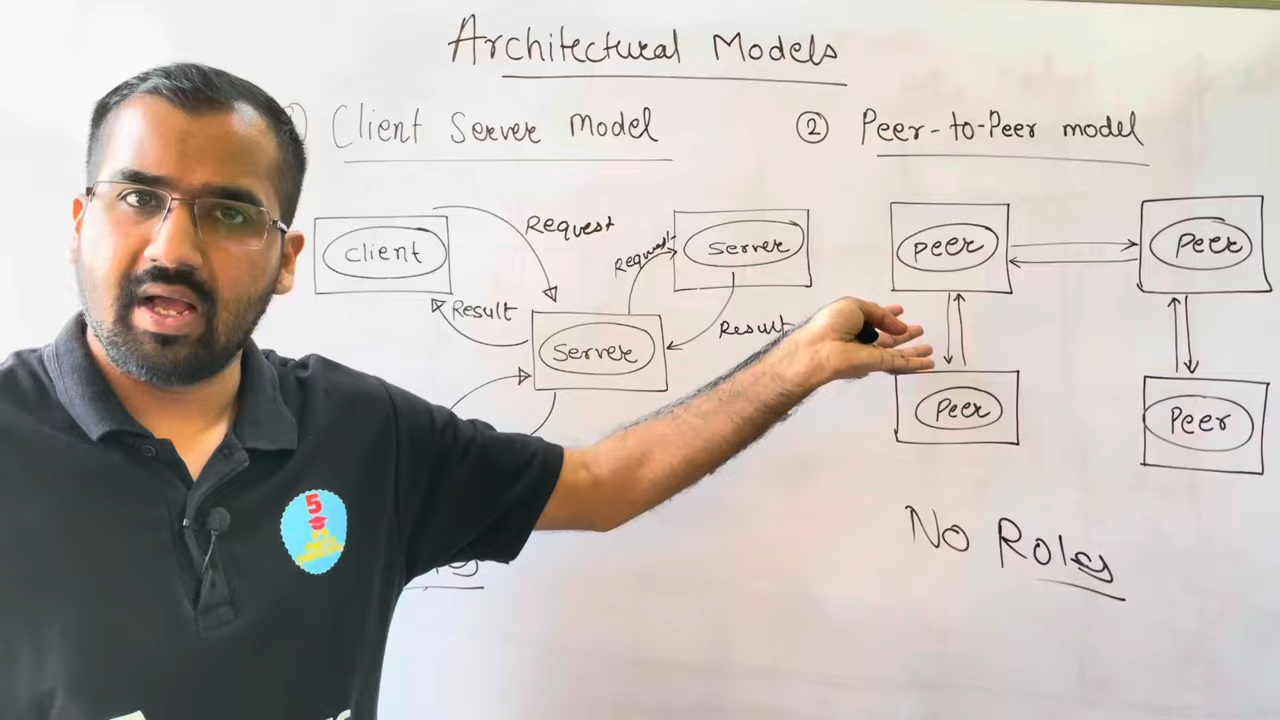 Architectural Models
Client Server Model
② Peer-to-Peer model
Client
Request
Result
Server
Request
Server
Result
Peer
Peer
Peer
Peer
No Roles
5